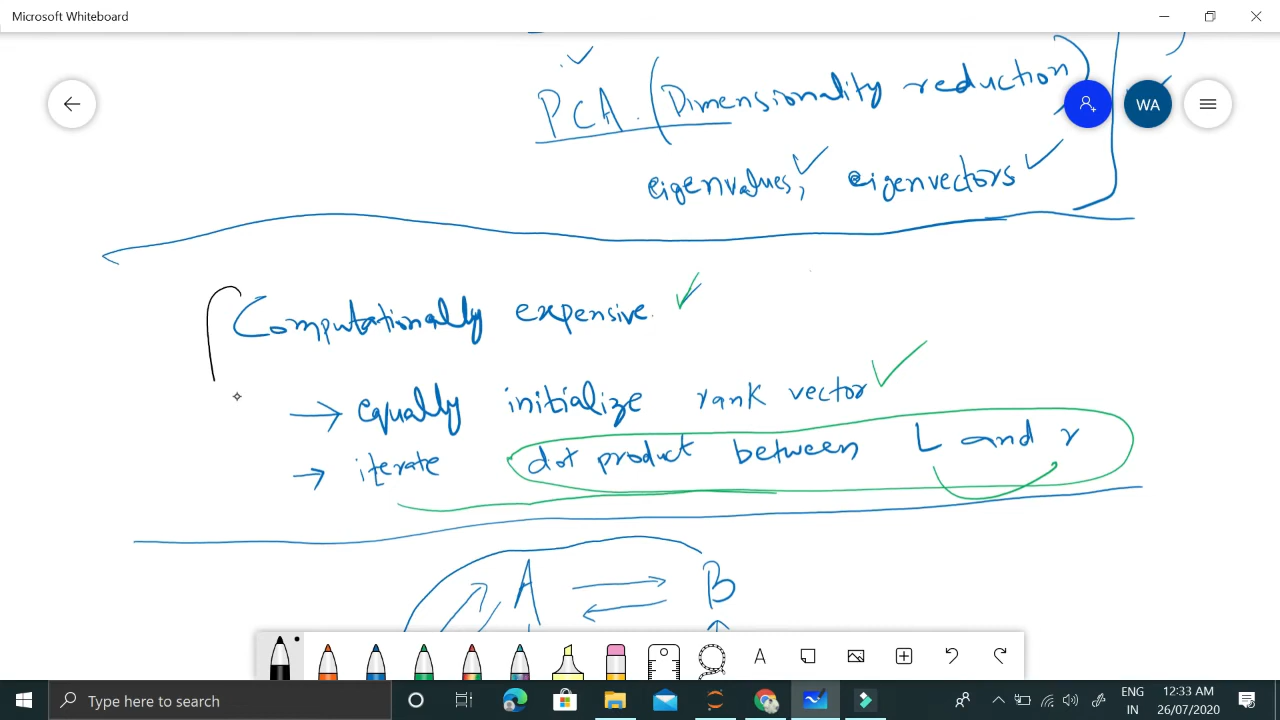 Microsoft Whiteboard
PCA. (Dimensionality reduction)
WA
eigenvalues, eigenvectors
Computationally expensive.
→ equally initialize rank vector
→ iterate dot product between L and r
A B
A
Type here to search
ENG
IN
12:33 AM
26/07/2020